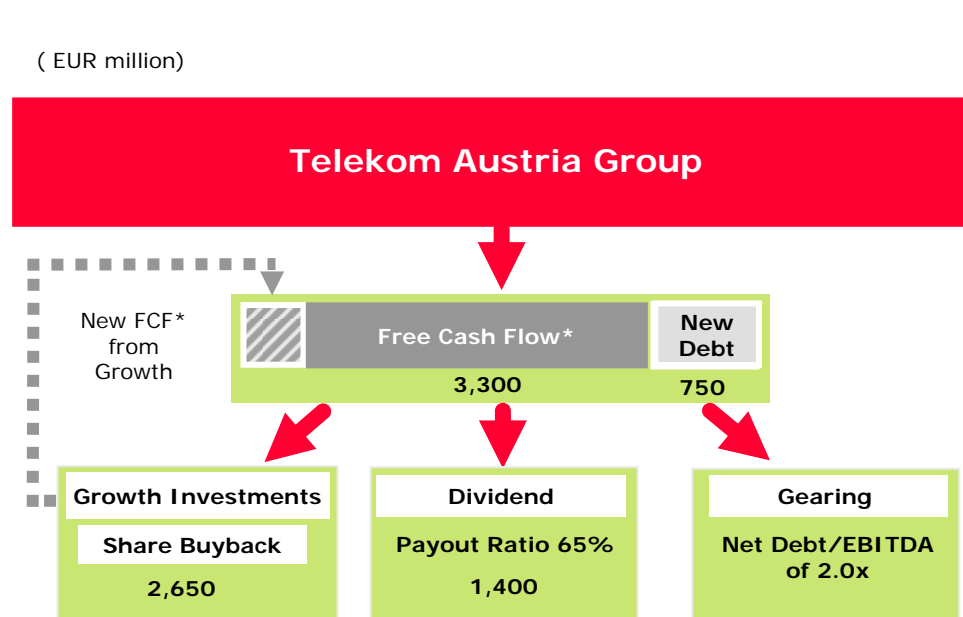 ( EUR million)
Telekom Austria Group
New FCF*
from
Growth
Free Cash Flow*
New
Debt
3,300
750
Growth Investments
Share Buyback
2,650
Dividend
Payout Ratio 65%
1,400
Gearing
Net Debt/EBITDA
of 2.0x